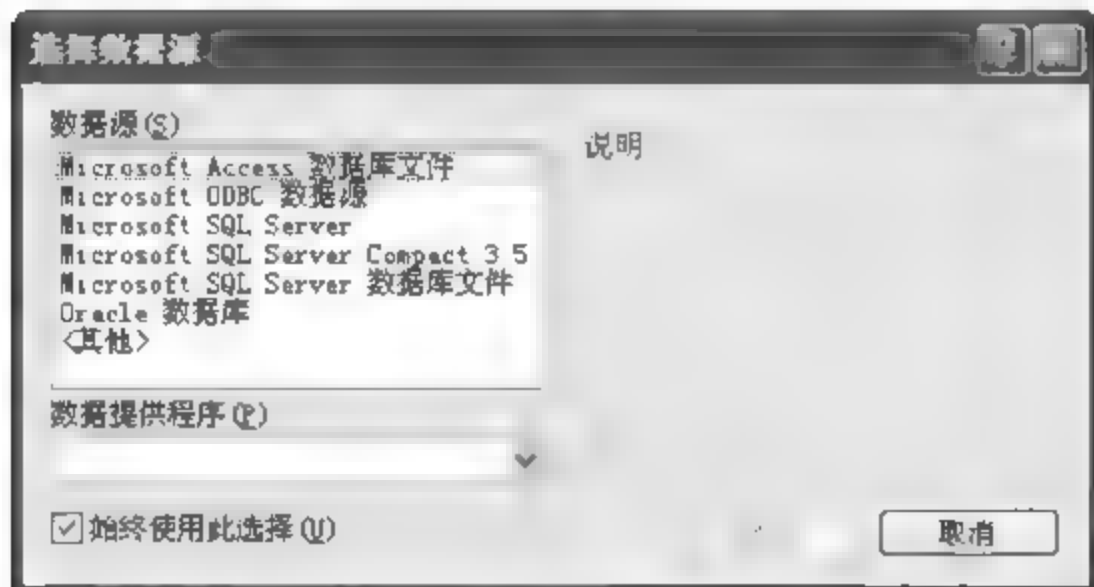 选择数据源
数据源(S)
Microsoft Access 数据库文件
Microsoft ODBC 数据源
Microsoft SQL Server
Microsoft SQL Server Compact 3 5
Microsoft SQL Server 数据库文件
Oracle 数据库
<其他>
说明
数据提供程序(P)
始终使用此选择(U)
取消